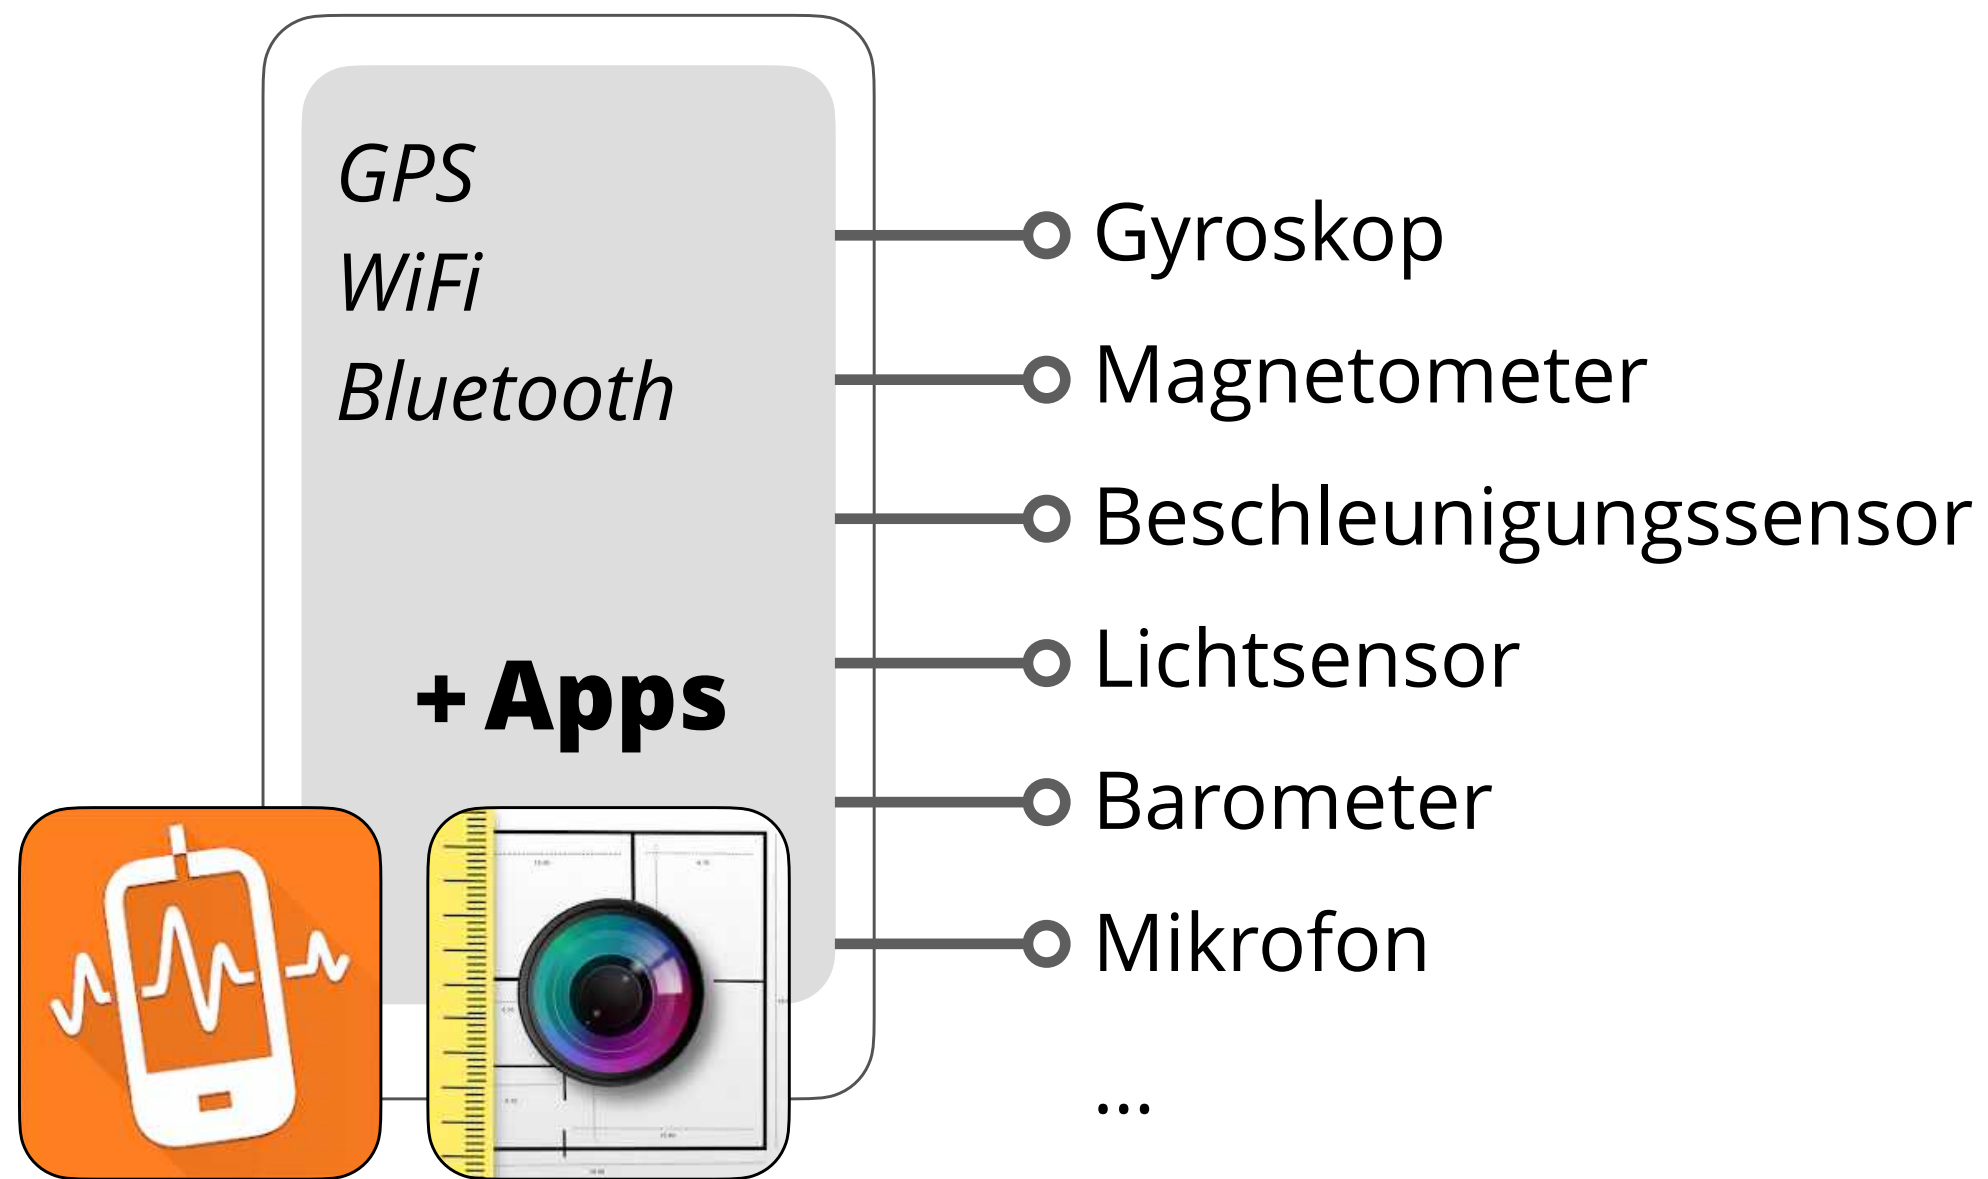 GPS
WiFi
Bluetooth
+ Apps
Gyroskop
Magnetometer
Beschleunigungssensor
Lichtsensor
Barometer
Mikrofon
...